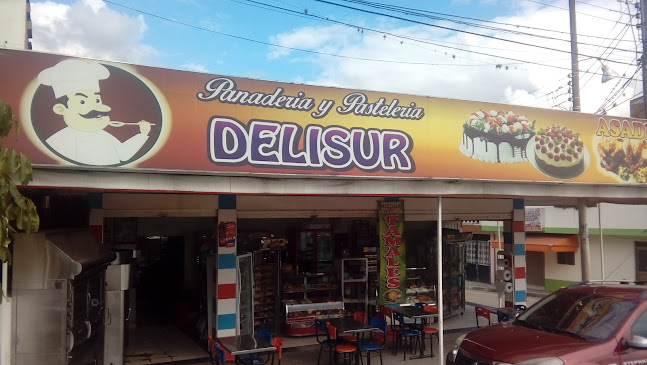 Panaderia y Pasteleria
DELISUR
ASAD
TAMALES